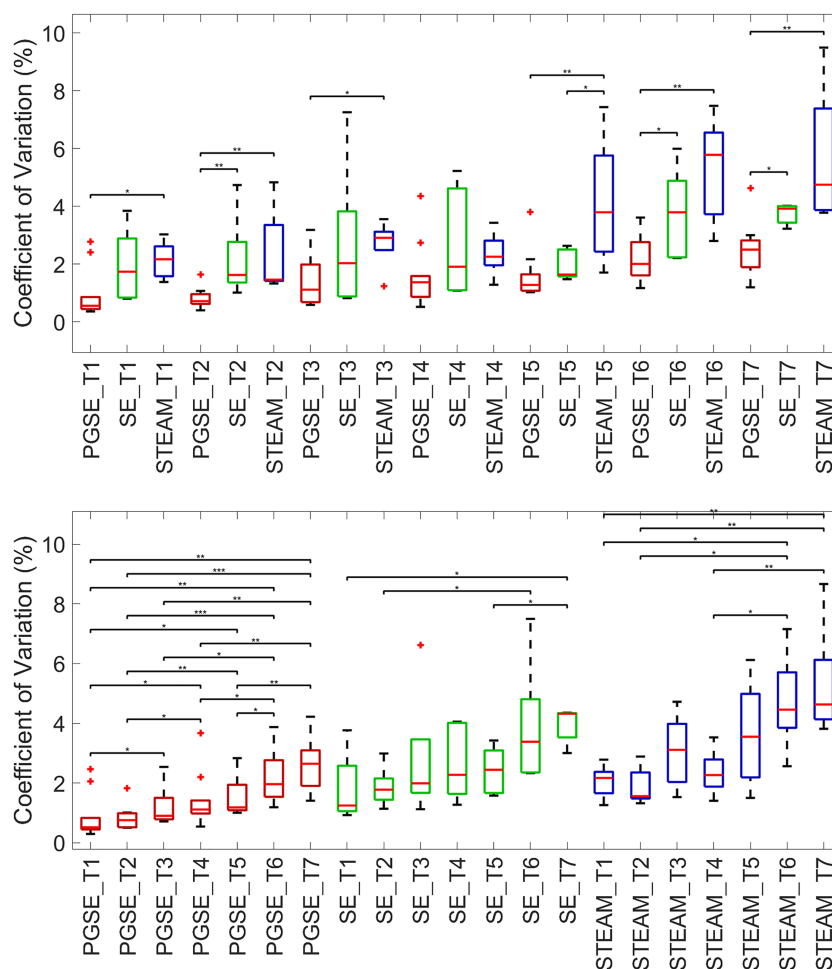 Coefficient of Variation (%)
10
8
6
4
2
0
**
**
*
**
**
*
**
*
**
*
*
*
PGSE_T1
SE_T1
STEAM_T1
PGSE_T2
SE_T2
STEAM_T2
PGSE_T3
SE_T3
STEAM_T3
PGSE_T4
SE_T4
STEAM_T4
PGSE_T5
SE_T5
STEAM_T5
PGSE_T6
SE_T6
STEAM_T6
PGSE_T7
SE_T7
STEAM_T7
Coefficient of Variation (%)
10
8
6
4
2
0
**
**
*
**
*
***
*
**
**
*
**
***
*
*
*
**
*
**
*
**
*
*
*
*
PGSE_T1
PGSE_T2
PGSE_T3
PGSE_T4
PGSE_T5
PGSE_T6
PGSE_T7
SE_T1
SE_T2
SE_T3
SE_T4
SE_T5
SE_T6
SE_T7
STEAM_T1
STEAM_T2
STEAM_T3
STEAM_T4
STEAM_T5
STEAM_T6
STEAM_T7